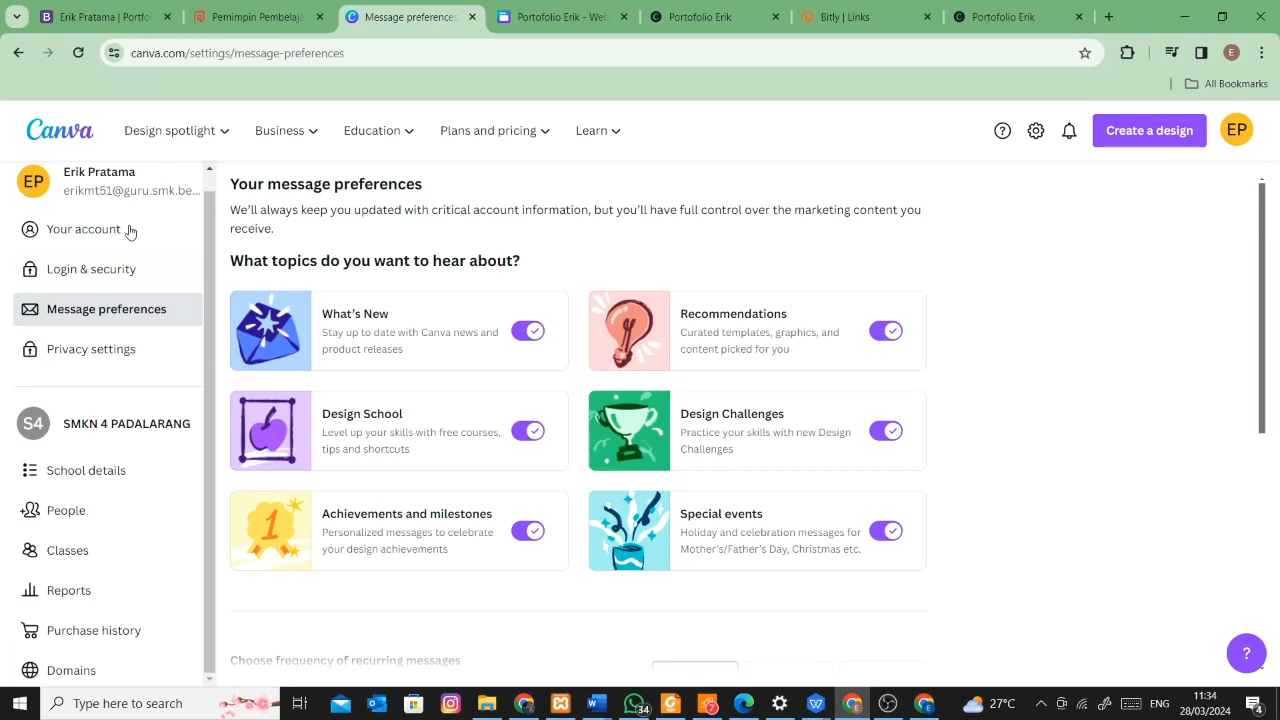 B Erik Pratama | Portfo
Pemimpin Pembelaja
Message preferences
Portofolio Erik - Web
Portofolio Erik
Bitly | Links
Portofolio Erik
canva.com/settings/message-preferences
E
All Bookmarks
Canva
Design spotlight
Business
Education
Plans and pricing
Learn
?
Create a design
EP
EP
Erik Pratama
erikmt51@guru.smk.be...
Your account
Login & security
Message preferences
Privacy settings
S4
SMKN 4 PADALARANG
School details
People
Classes
Reports
Purchase history
Domains
Your message preferences
We'll always keep you updated with critical account information, but you'll have full control over the marketing content you
receive.
What topics do you want to hear about?
What's New
Stay up to date with Canva news and
product releases
Recommendations
Curated templates, graphics, and
content picked for you
Design School
Level up your skills with free courses,
tips and shortcuts
Design Challenges
Practice your skills with new Design
Challenges
1
Achievements and milestones
Personalized messages to celebrate
your design achievements
Special events
Holiday and celebration messages for
Mother's/Father's Day, Christmas etc.
Choose frequency of recurring messages
?
Type here to search
34
27°C
ENG
11:34
28/03/2024
4